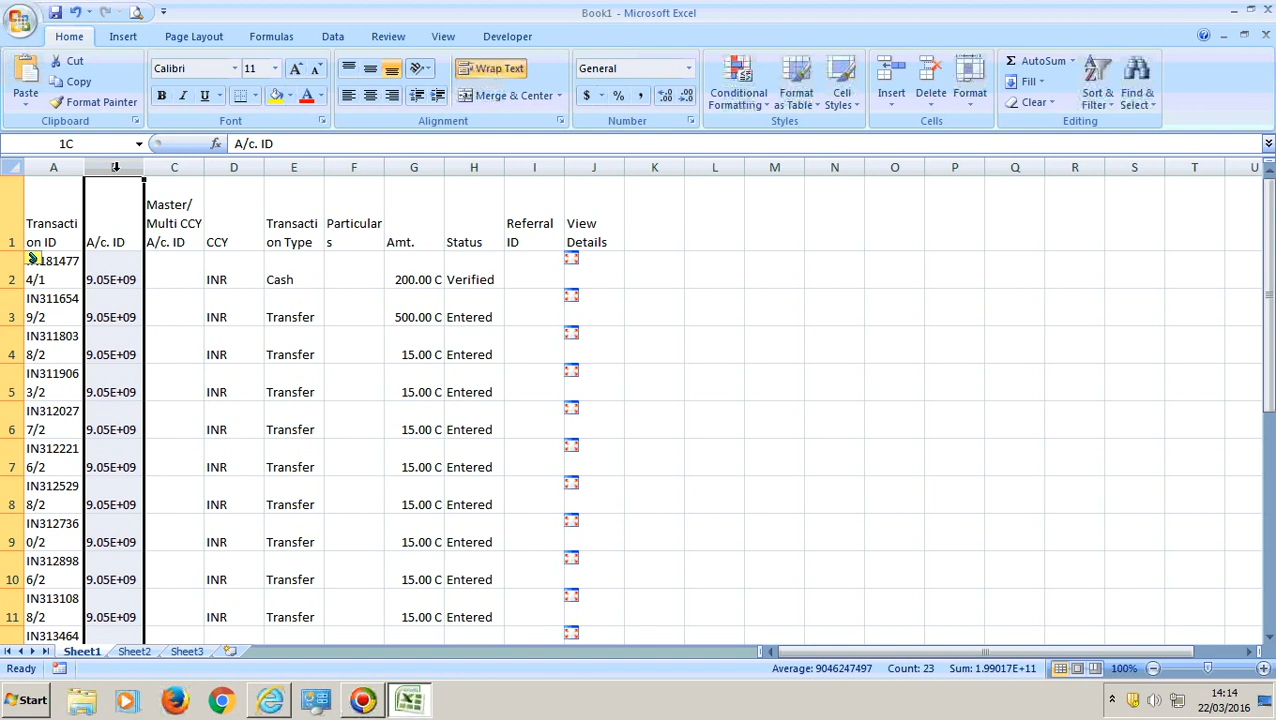 Book1 - Microsoft Excel
Home Insert Page Layout Formulas Data Review View Developer
Paste Cut Copy Format Painter Clipboard
Calibri 11 A A B I U A Font
Wrap Text Merge & Center Alignment
General $ % , .0 .00 .00 .0 Number
Conditional Formatting Format as Table Cell Styles Styles
Insert Delete Format Cells
Σ AutoSum Fill Clear Sort & Filter Find & Select Editing
1C fx A/c. ID
A C D E F G H I J K L M N O P Q R S T U
Master/
Transacti Multi CCY Transacti Particular Referral View
1 on ID A/c. ID A/c. ID CCY on Type s Amt. Status ID Details
181477
2 4/1 9.05E+09 INR Cash 200.00 C Verified
IN311654
3 9/2 9.05E+09 INR Transfer 500.00 C Entered
IN311803
4 8/2 9.05E+09 INR Transfer 15.00 C Entered
IN311906
5 3/2 9.05E+09 INR Transfer 15.00 C Entered
IN312027
6 7/2 9.05E+09 INR Transfer 15.00 C Entered
IN312221
7 6/2 9.05E+09 INR Transfer 15.00 C Entered
IN312529
8 8/2 9.05E+09 INR Transfer 15.00 C Entered
IN312736
9 0/2 9.05E+09 INR Transfer 15.00 C Entered
IN312898
10 6/2 9.05E+09 INR Transfer 15.00 C Entered
IN313108
11 8/2 9.05E+09 INR Transfer 15.00 C Entered
IN313464
Sheet1 Sheet2 Sheet3
Ready Average: 9046247497 Count: 23 Sum: 1.99017E+11 100%
Start 14:14
22/03/2016